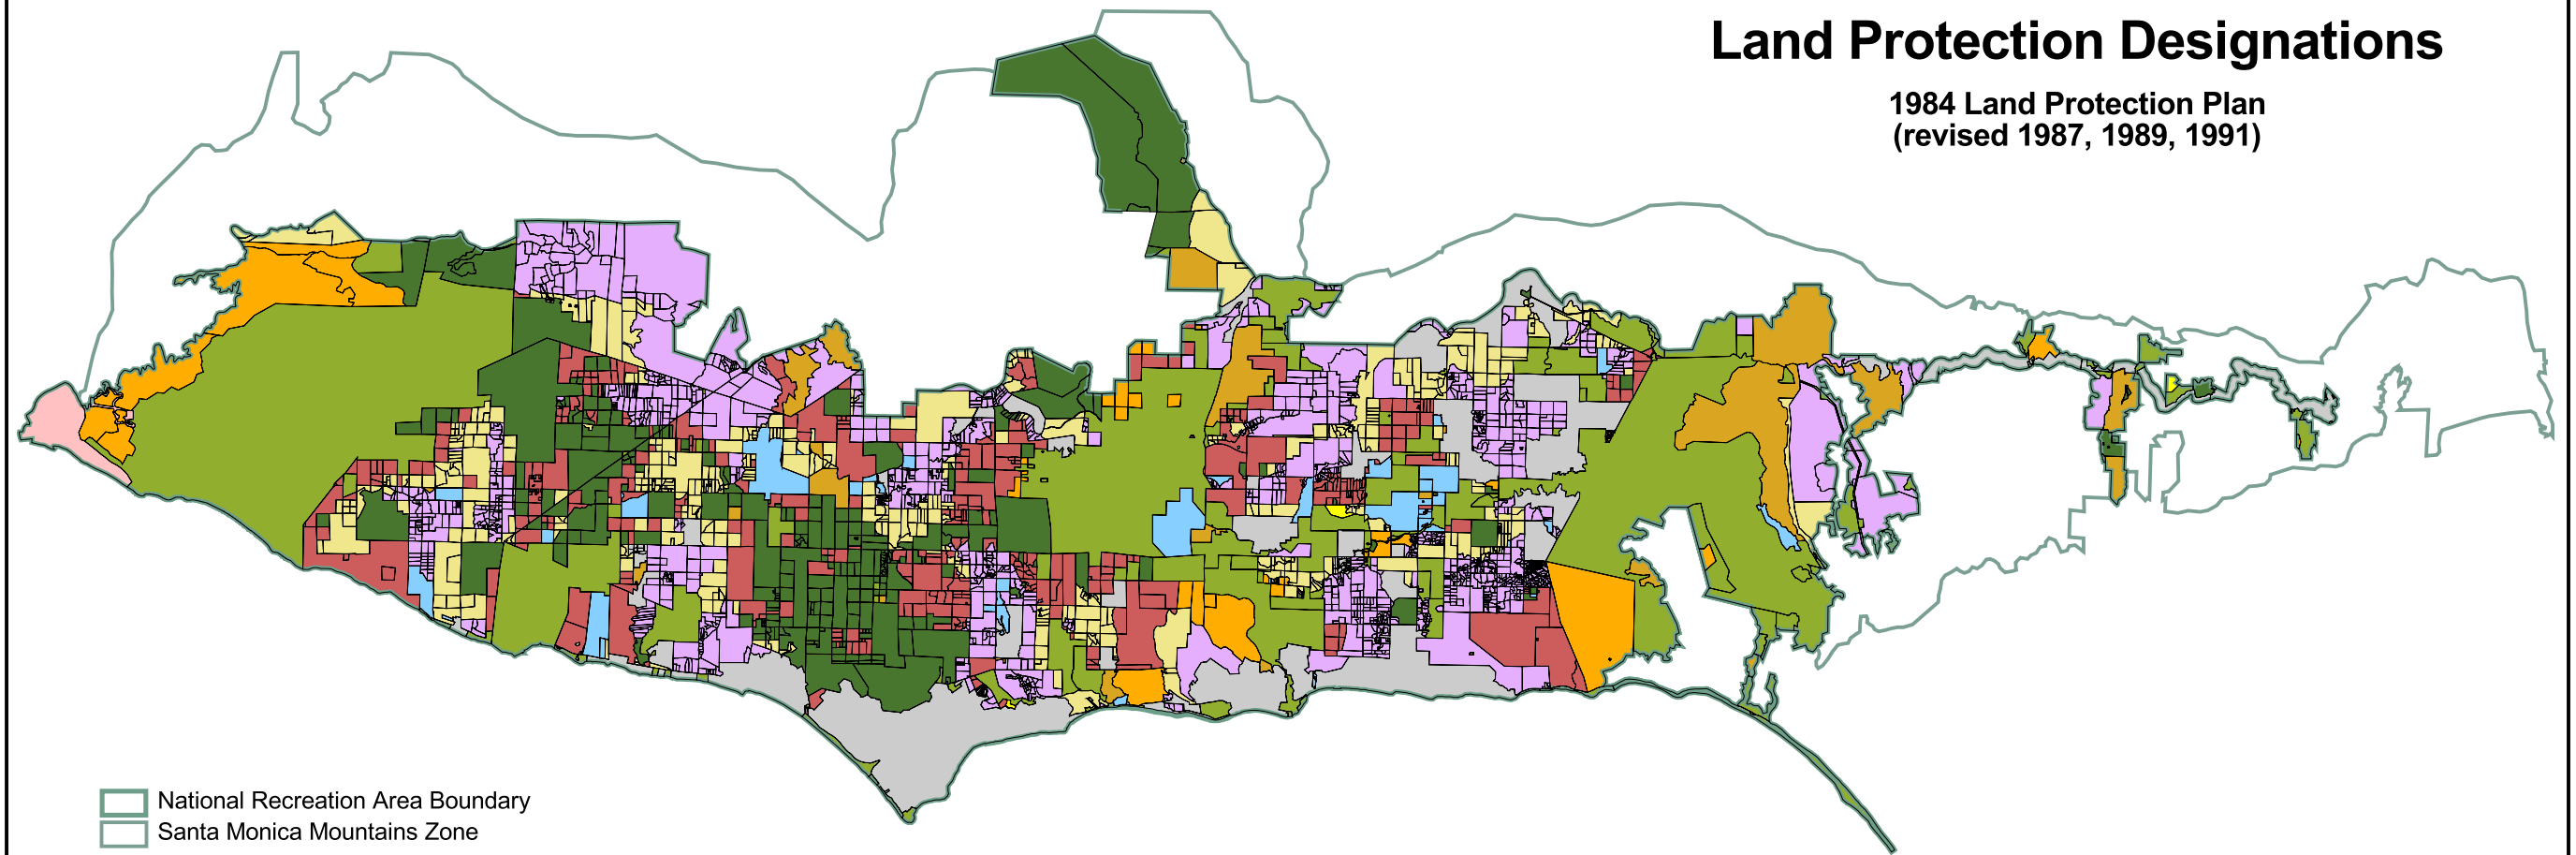 Land Protection Designations
1984 Land Protection Plan
(revised 1987, 1989, 1991)
National Recreation Area Boundary
Santa Monica Mountains Zone